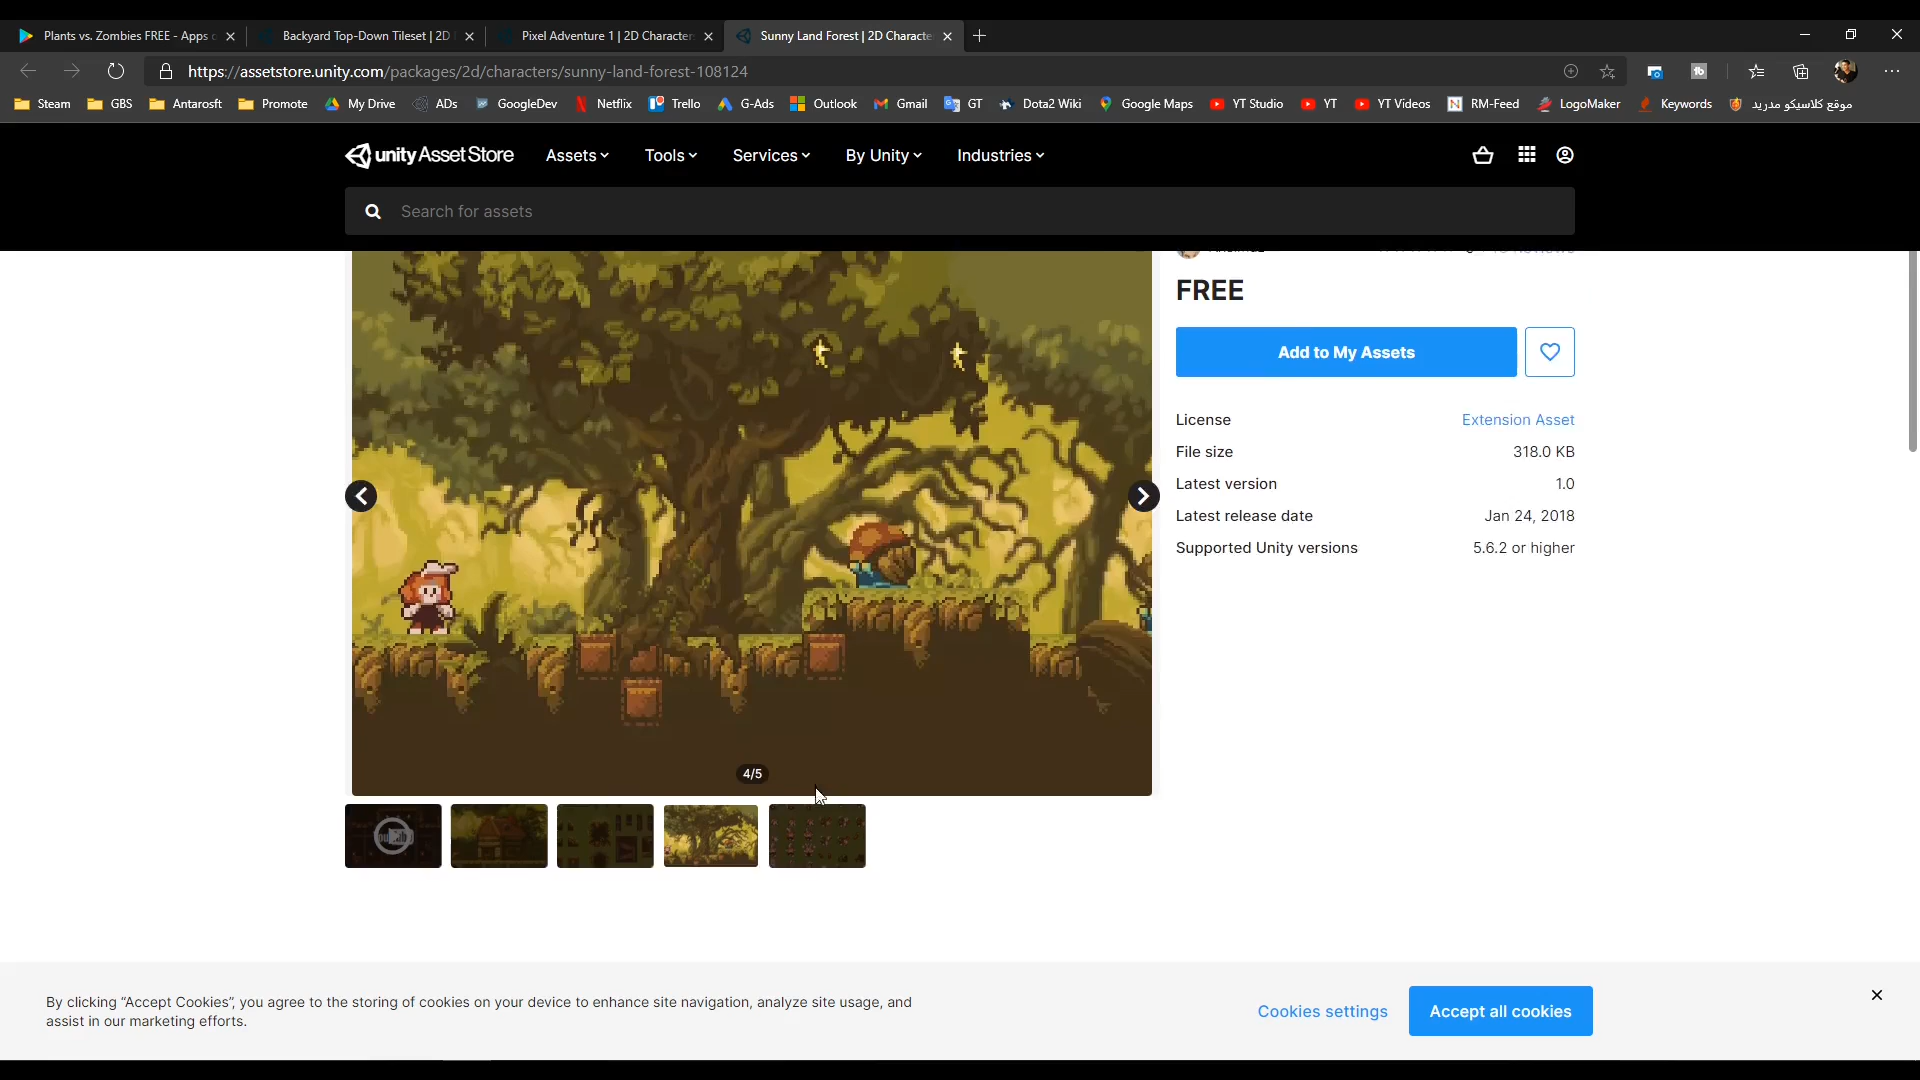 Plants vs. Zombies FREE - Apps
Backyard Top-Down Tileset | 2D
Pixel Adventure 1 | 2D Character
Sunny Land Forest | 2D Characte
https://assetstore.unity.com/packages/2d/characters/sunny-land-forest-108124
Steam GBS Antarosft Promote My Drive ADs GoogleDev Netflix Trello G-Ads Outlook Gmail GT Dota2 Wiki Google Maps YT Studio YT YT Videos RM-Feed LogoMaker Keywords موقع كلاسيكو مدريد
unity Asset Store Assets Tools Services By Unity Industries
Search for assets
FREE
Add to My Assets
License Extension Asset
File size 318.0 KB
Latest version 1.0
Latest release date Jan 24, 2018
Supported Unity versions 5.6.2 or higher
4/5
By clicking “Accept Cookies”, you agree to the storing of cookies on your device to enhance site navigation, analyze site usage, and
assist in our marketing efforts.
Cookies settings
Accept all cookies